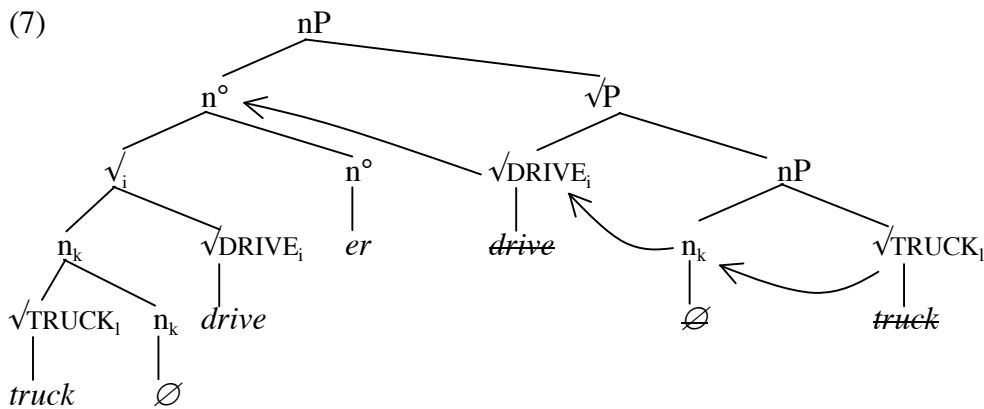 (7)
nP
n° √P
√i n° √DRIVEi nP
nk √DRIVEi er drive nk √TRUCKl
√TRUCKl nk drive ∅ truck
truck ∅